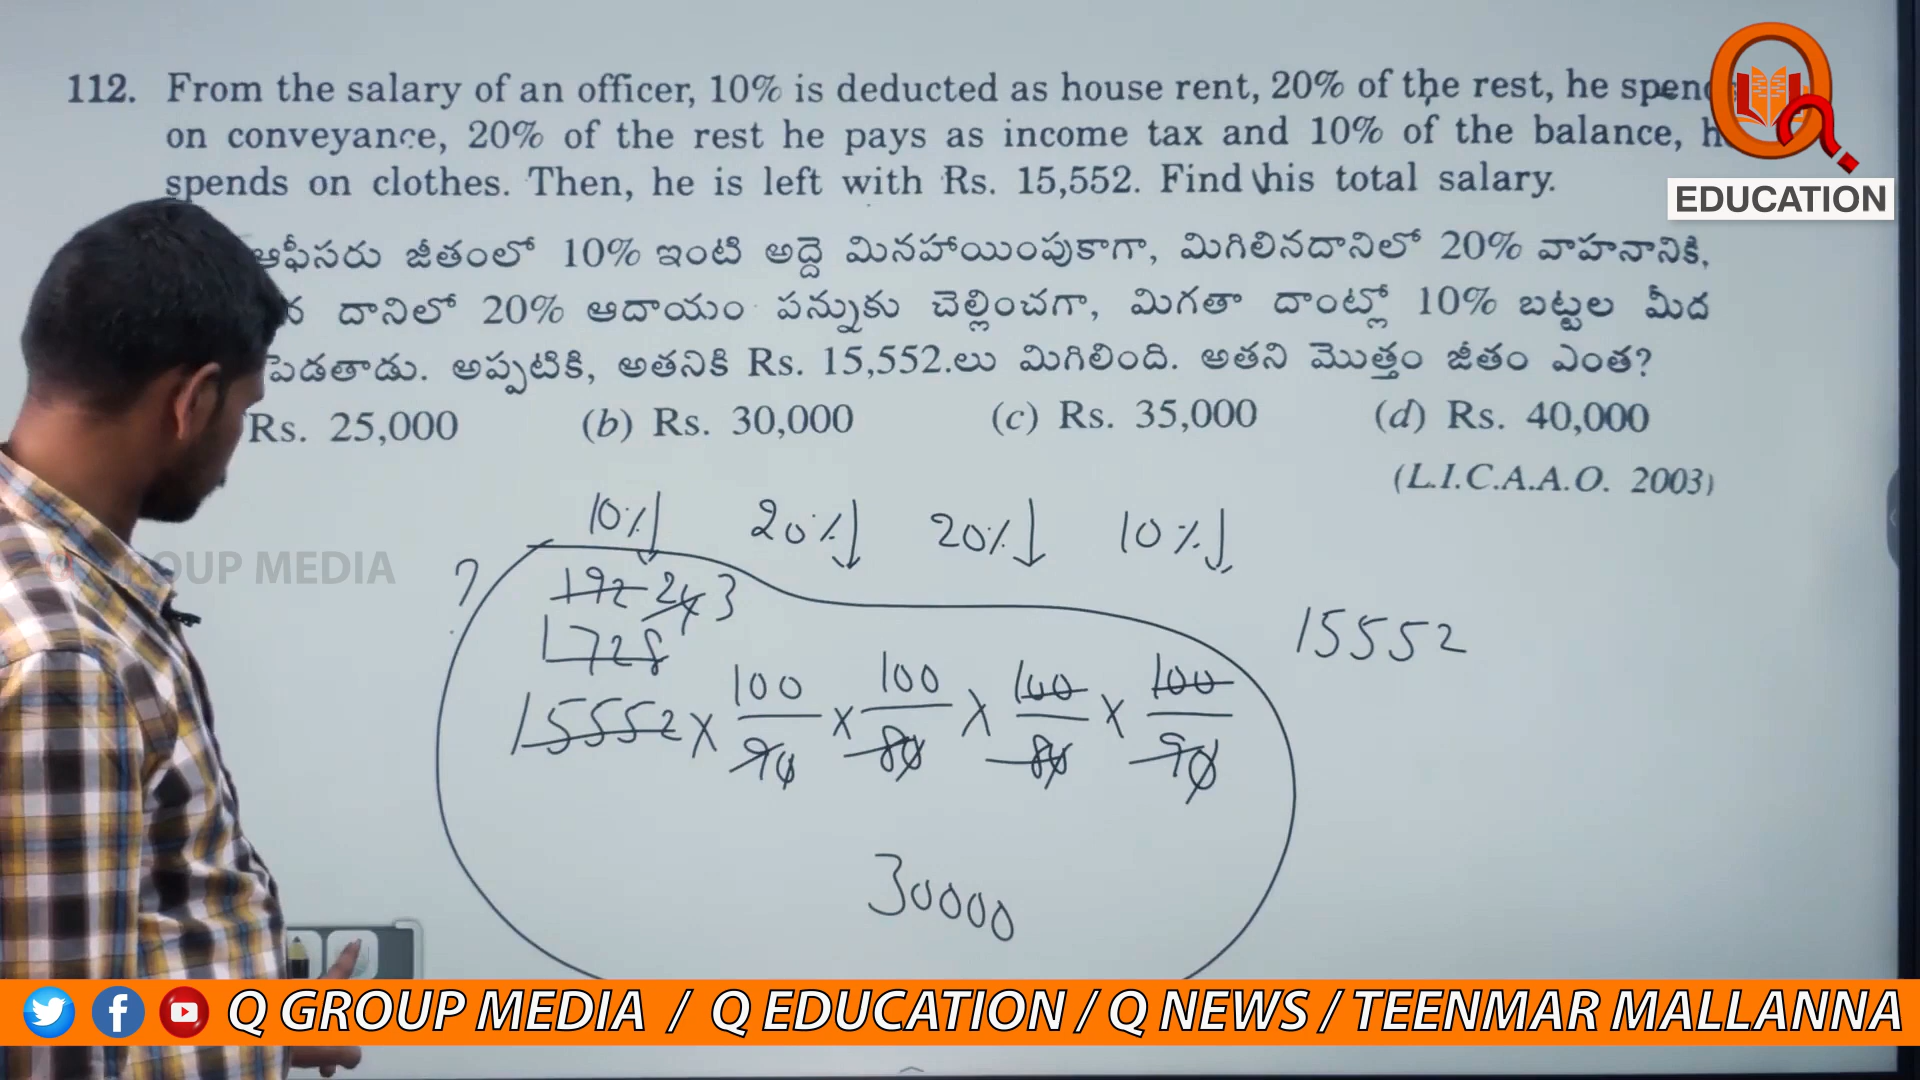 112. From the salary of an officer, 10% is deducted as house rent, 20% of the rest, he spend
on conveyance, 20% of the rest he pays as income tax and 10% of the balance, h
spends on clothes. Then, he is left with Rs. 15,552. Find his total salary.
ఆఫీసరు జీతంలో 10% ఇంటి అద్దె మినహాయింపుకాగా, మిగిలినదానిలో 20% వాహనానికి,
న దానిలో 20% ఆదాయం పన్నుకు చెల్లించగా, మిగతా దాంట్లో 10% బట్టల మీద
పెడతాడు. అప్పటికి, అతనికి Rs. 15,552.లు మిగిలింది. అతని మొత్తం జీతం ఎంత?
Rs. 25,000 (b) Rs. 30,000 (c) Rs. 35,000 (d) Rs. 40,000
(L.I.C.A.A.O. 2003)
10%↓ 20%↓ 20%↓ 10%↓
? 192 24 3
1728
15552
15552 × 100/90 × 100/80 × 100/80 × 100/90
30000
EDUCATION
GROUP MEDIA
Q GROUP MEDIA / Q EDUCATION / Q NEWS / TEENMAR MALLANNA